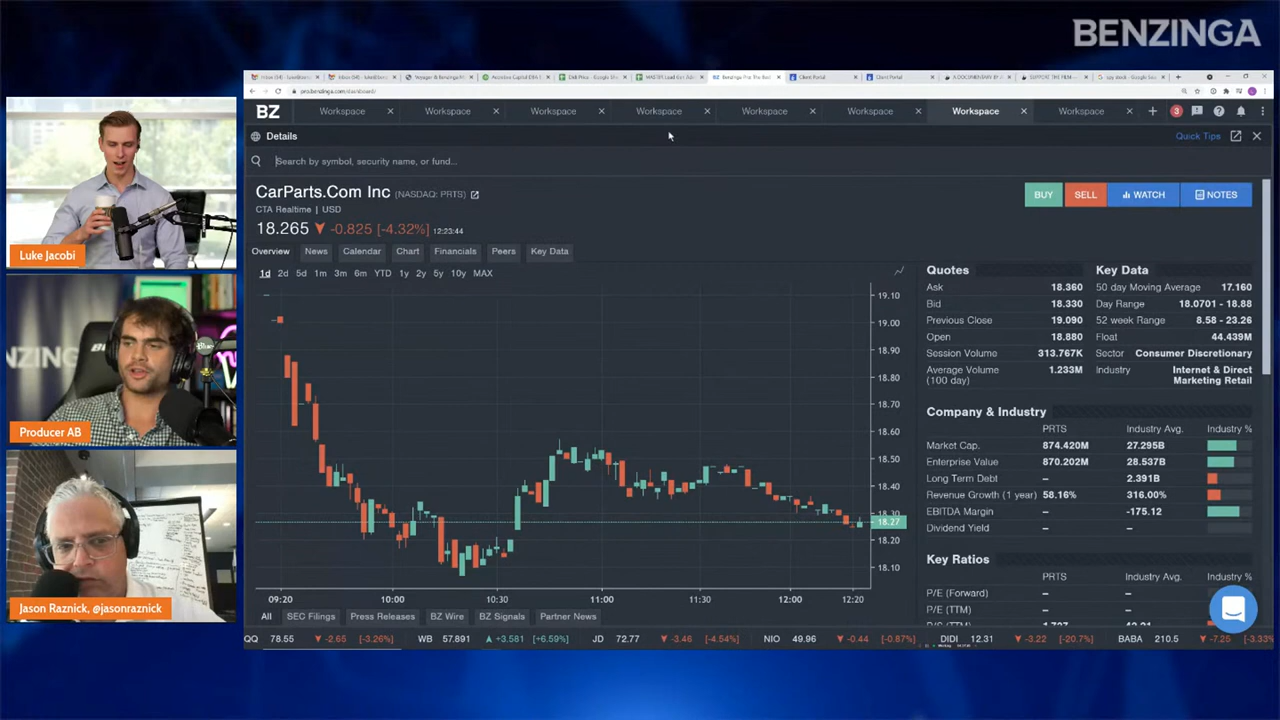 BENZINGA
pro.benzinga.com/dashboard/
BZ
Workspace
Workspace
Workspace
Workspace
Workspace
Workspace
Workspace
Workspace
3
Details
Quick Tips
Search by symbol, security name, or fund...
CarParts.Com Inc (NASDAQ: PRTS)
CTA Realtime | USD
18.265 ▼ -0.825 [-4.32%] 12:23:44
BUY SELL WATCH NOTES
Overview News Calendar Chart Financials Peers Key Data
1d 2d 5d 1m 3m 6m YTD 1y 2y 5y 10y MAX
19.10
19.00
18.90
18.80
18.70
18.60
18.50
18.40
18.30
18.27
18.20
18.10
09:20 10:00 10:30 11:00 11:30 12:00 12:20
Quotes
Ask 18.360
Bid 18.330
Previous Close 19.090
Open 18.880
Session Volume 313.767K
Average Volume (100 day) 1.233M
Key Data
50 day Moving Average 17.160
Day Range 18.0701 - 18.88
52 week Range 8.58 - 23.26
Float 44.439M
Sector Consumer Discretionary
Industry Internet & Direct Marketing Retail
Company & Industry
PRTS Industry Avg. Industry %
Market Cap. 874.420M 27.295B
Enterprise Value 870.202M 28.537B
Long Term Debt – 2.391B
Revenue Growth (1 year) 58.16% 316.00%
EBITDA Margin – -175.12
Dividend Yield – –
Key Ratios
PRTS Industry Avg. Industry %
P/E (Forward) – –
P/E (TTM) – –
All SEC Filings Press Releases BZ Wire BZ Signals Partner News
QQ 78.55 ▼ -2.65 [-3.26%] WB 57.891 ▲ +3.581 [+6.59%] JD 72.77 ▼ -3.46 [-4.54%] NIO 49.96 ▼ -0.44 [-0.87%] DIDI 12.31 ▼ -3.22 [-20.7%] BABA 210.5 ▼ -7.25 [-3.33%
Luke Jacobi
NZINGA
Blue
Producer AB
Jason Raznick, @jasonraznick